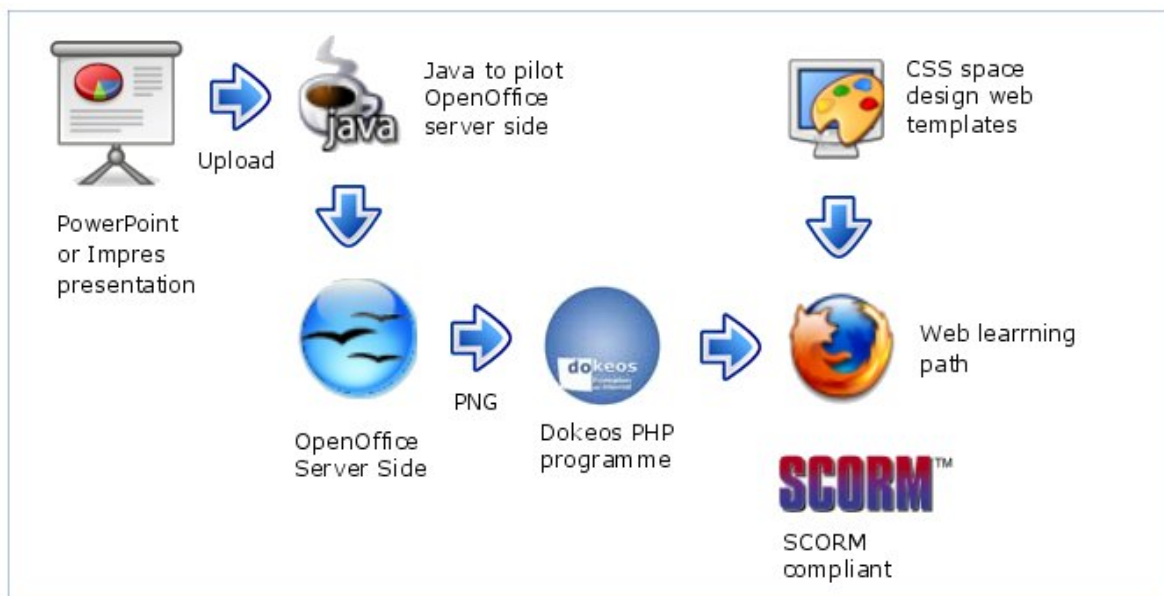 Java to pilot
OpenOffice
server side
java
CSS space
design web
templates
Upload
PowerPoint
or Impres
presentation
Web learrning
path
dokeos
PNG
OpenOffice
Server Side
Dokeos PHP
programme
SCORM™
SCORM
compliant